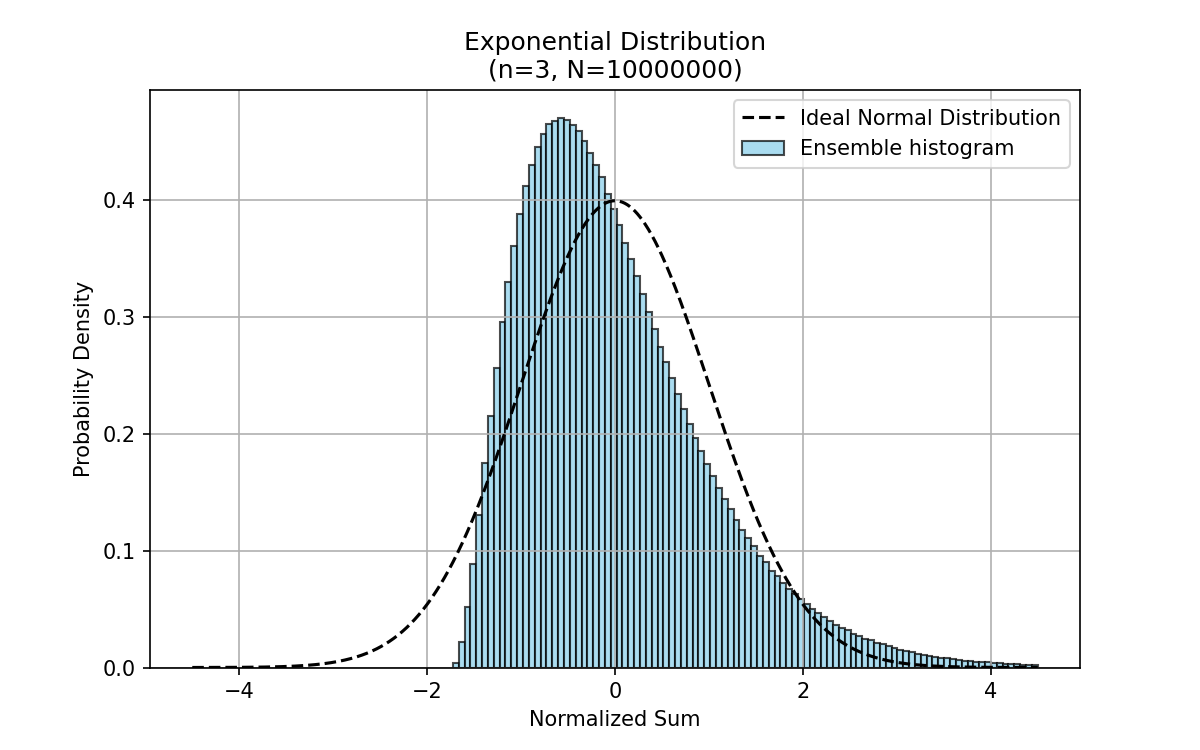 Exponential Distribution
(n=3, N=10000000)
Ideal Normal Distribution
Ensemble histogram
Probability Density
0.4
0.3
0.2
0.1
0.0
−4
−2
0
2
4
Normalized Sum